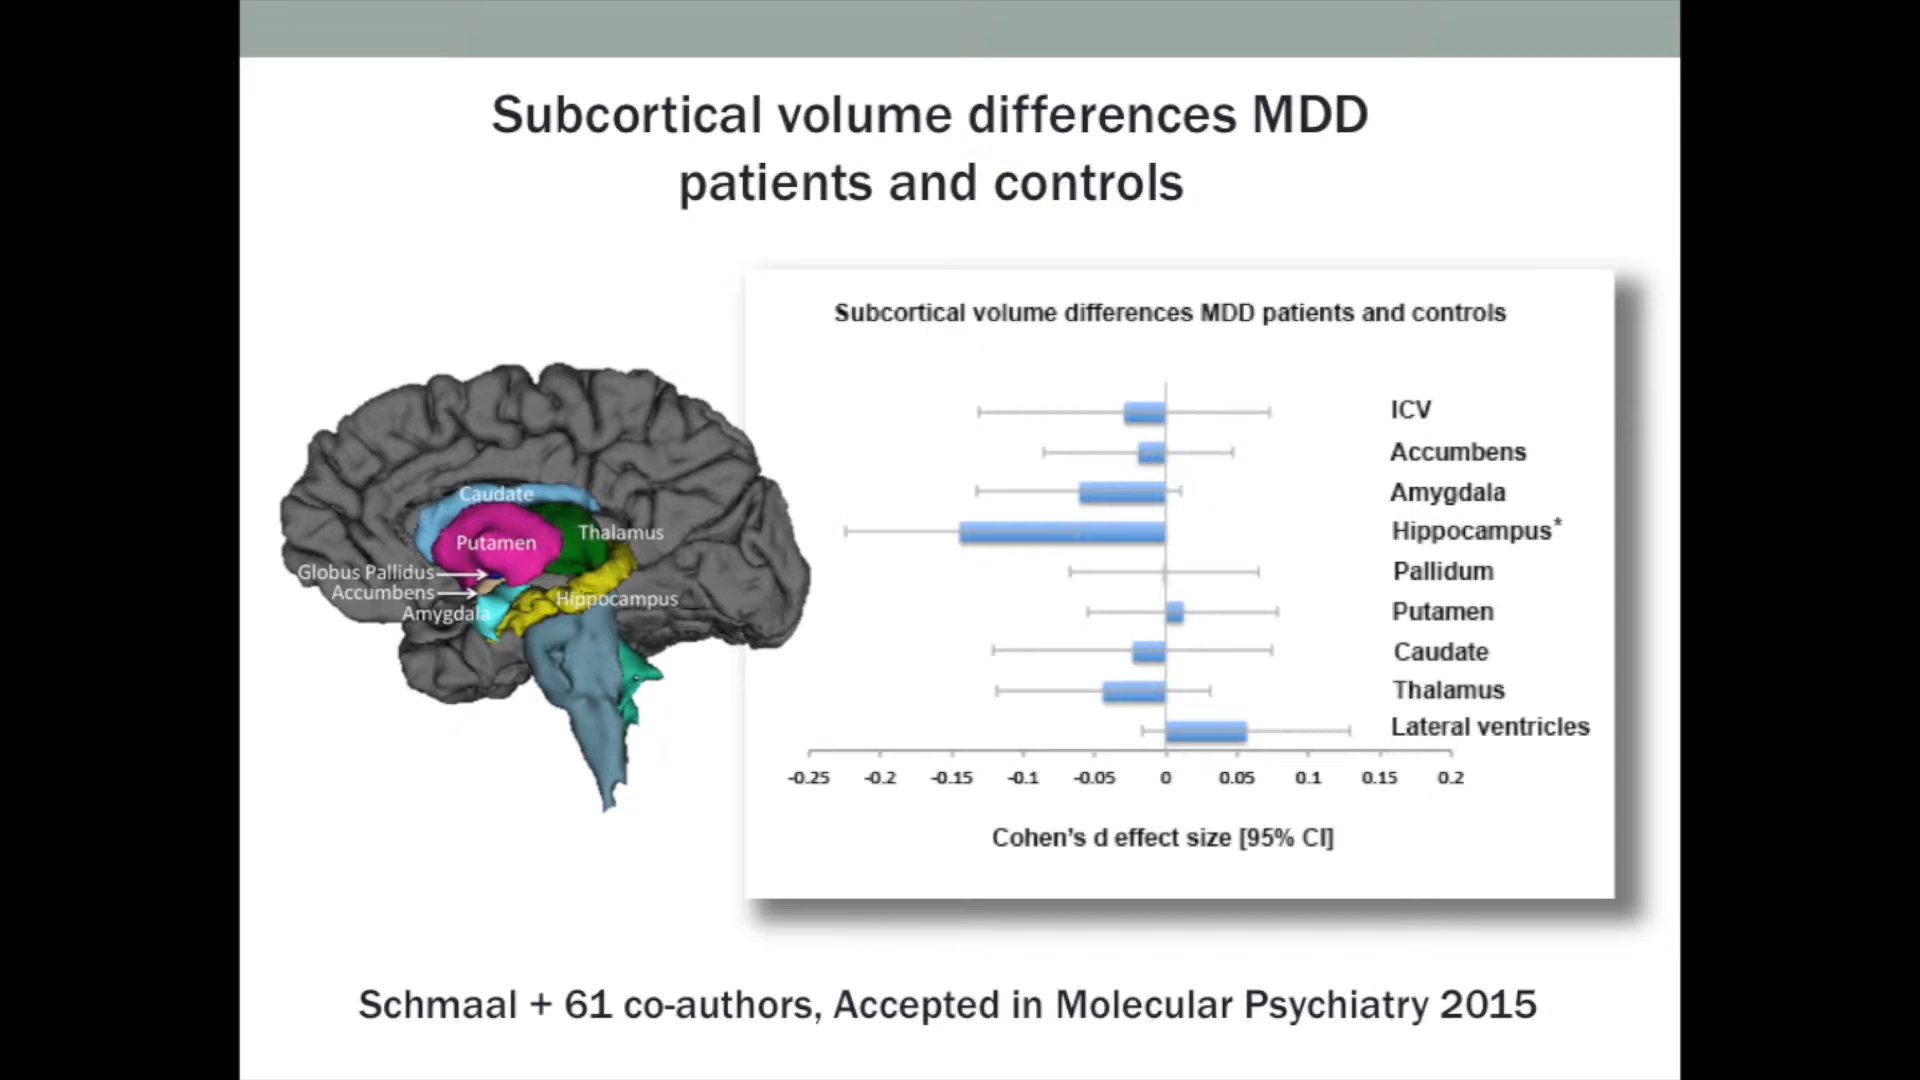 Subcortical volume differences MDD
patients and controls
Subcortical volume differences MDD patients and controls
ICV
Accumbens
Amygdala
Hippocampus*
Pallidum
Putamen
Caudate
Thalamus
Lateral ventricles
-0.25 -0.2 -0.15 -0.1 -0.05 0 0.05 0.1 0.15 0.2
Cohen’s d effect size [95% CI]
Caudate
Thalamus
Putamen
Globus Pallidus
Accumbens
Hippocampus
Amygdala
Schmaal + 61 co-authors, Accepted in Molecular Psychiatry 2015